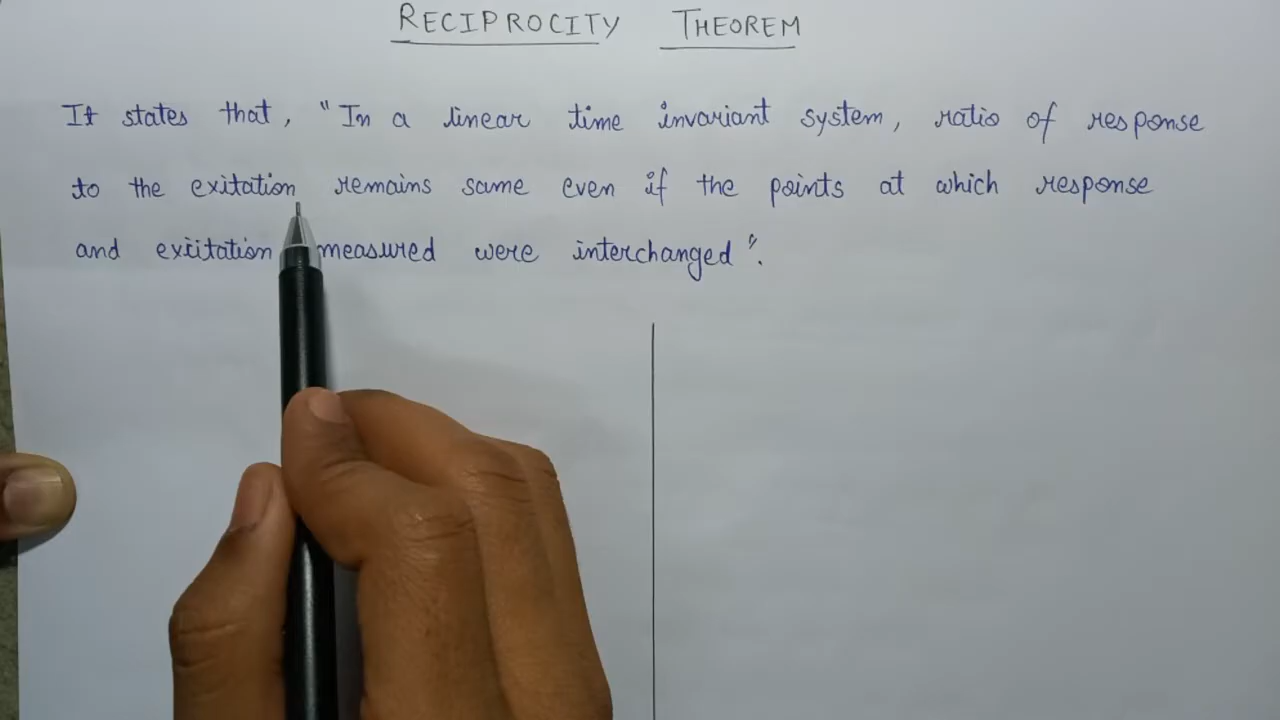 RECIPROCITY THEOREM
It states that, "In a linear time invariant system, ratio of response
to the exitation remains same even if the points at which response
and excitation measured were interchanged".